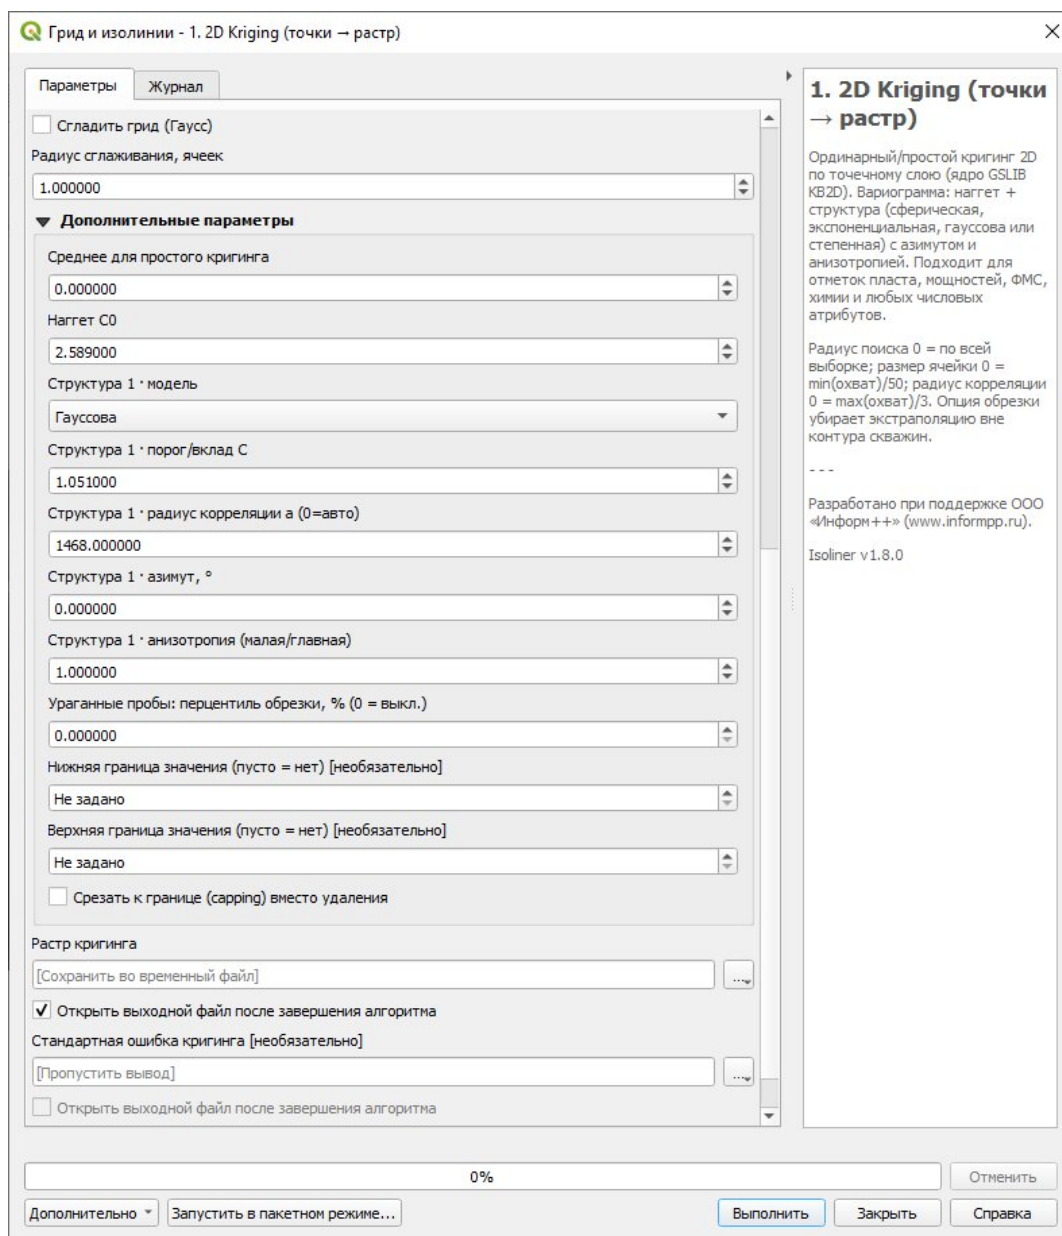 Грид и изолинии - 1. 2D Kriging (точки → растр)
Параметры
Журнал
Сгладить грид (Гаусс)
Радиус сглаживания, ячеек
1.000000
Дополнительные параметры
Среднее для простого кригинга
0.000000
Наггет C0
2.589000
Структура 1 · модель
Гауссова
Структура 1 · порог/вклад C
1.051000
Структура 1 · радиус корреляции a (0=авто)
1468.000000
Структура 1 · азимут, °
0.000000
Структура 1 · анизотропия (малая/главная)
1.000000
Ураганные пробы: перцентиль обрезки, % (0 = выкл.)
0.000000
Нижняя граница значения (пусто = нет) [необязательно]
Не задано
Верхняя граница значения (пусто = нет) [необязательно]
Не задано
Срезать к границе (capping) вместо удаления
Растр кригинга
[Сохранить во временный файл]
...
Открыть выходной файл после завершения алгоритма
Стандартная ошибка кригинга [необязательно]
[Пропустить вывод]
...
Открыть выходной файл после завершения алгоритма
1. 2D Kriging (точки
→ растр)
Ординарный/простой кригинг 2D
по точечному слою (ядро GSLIB
KB2D). Вариограмма: наггет +
структура (сферическая,
экспоненциальная, гауссова или
степенная) с азимутом и
анизотропией. Подходит для
отметок пласта, мощностей, ФМС,
химии и любых числовых
атрибутов.
Радиус поиска 0 = по всей
выборке; размер ячейки 0 =
min(охват)/50; радиус корреляции
0 = max(охват)/3. Опция обрезки
убирает экстраполяцию вне
контура скважин.
- - -
Разработано при поддержке ООО
«Информ++» (www.informpp.ru).
Isoliner v1.8.0
0%
Отменить
Дополнительно
Запустить в пакетном режиме...
Выполнить
Закрыть
Справка